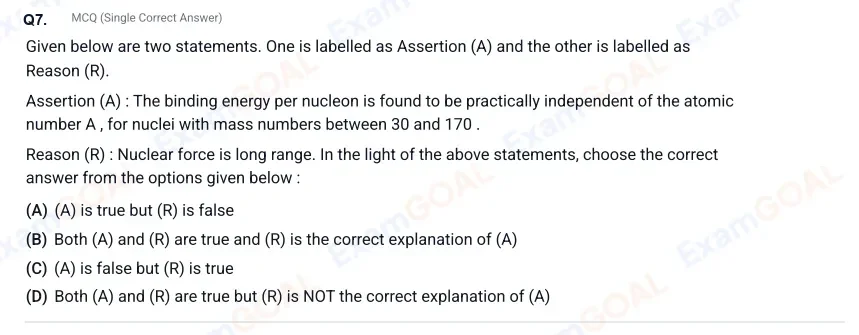 Q7. MCQ (Single Correct Answer)
Given below are two statements. One is labelled as Assertion (A) and the other is labelled as
Reason (R).
Assertion (A) : The binding energy per nucleon is found to be practically independent of the atomic
number A , for nuclei with mass numbers between 30 and 170 .
Reason (R) : Nuclear force is long range. In the light of the above statements, choose the correct
answer from the options given below :
(A) (A) is true but (R) is false
(B) Both (A) and (R) are true and (R) is the correct explanation of (A)
(C) (A) is false but (R) is true
(D) Both (A) and (R) are true but (R) is NOT the correct explanation of (A)
ExamGOAL
ExamGOAL
ExamGOAL